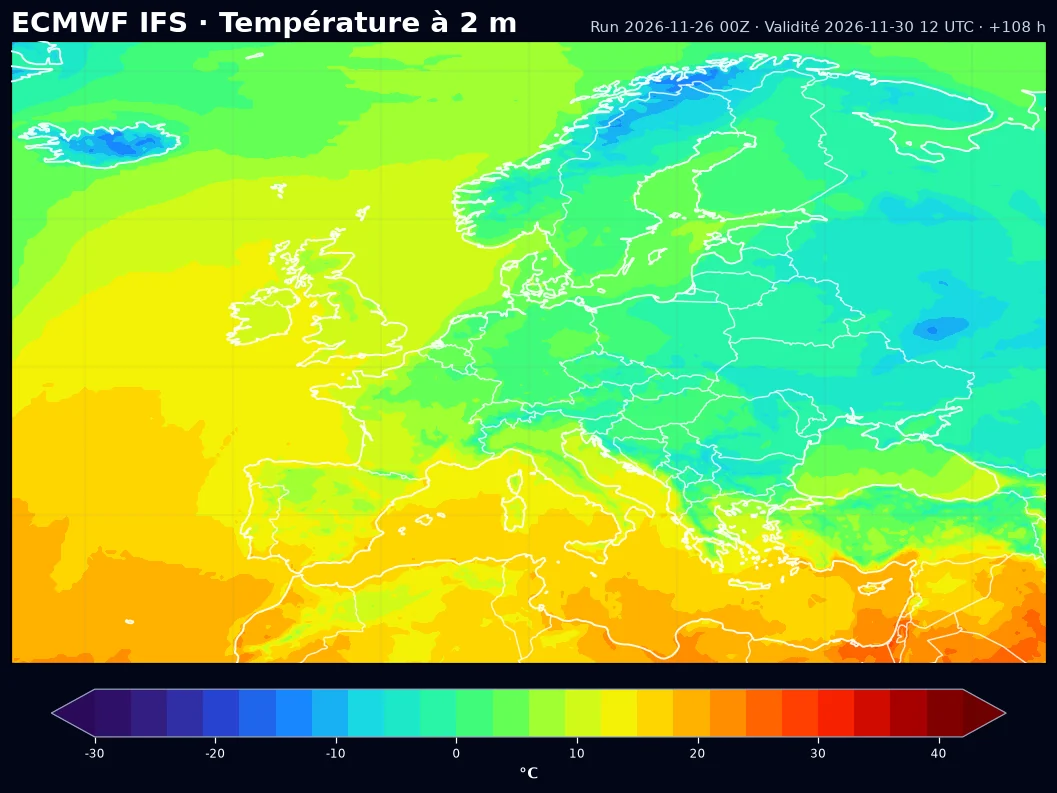 ECMWF IFS · Température à 2 m
Run 2026-11-26 00Z · Validité 2026-11-30 12 UTC · +108 h
-30 -20 -10 0 10 20 30 40
°C